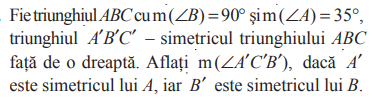 . Fie triunghiul ABC cu m(∠B)=90° și m(∠A)=35°,
triunghiul A′B′C′ – simetricul triunghiului ABC
față de o dreapta. Aflați m(∠A′C′B′), dacă A′
este simetricul lui A, iar B′ este simetricul lui B.